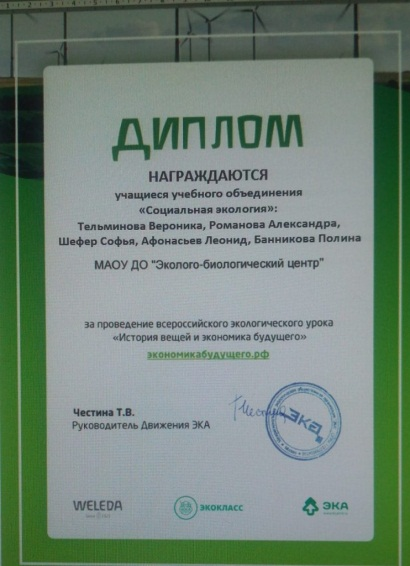 ДИПЛОМ
НАГРАЖДАЮТСЯ
учащиеся учебного объединения
«Социальная экология»:
Тельминова Вероника, Романова Александра,
Шефер Софья, Афонасьев Леонид, Банникова Полина
МАОУ ДО "Эколого-биологический центр"
за проведение всероссийского экологического урока
«История вещей и экономика будущего»
экономикабудущего.рф
Честина Т.В.
Руководитель Движения ЭКА
ЭКА
WELEDA
ЭКОКЛАСС
ЭКА